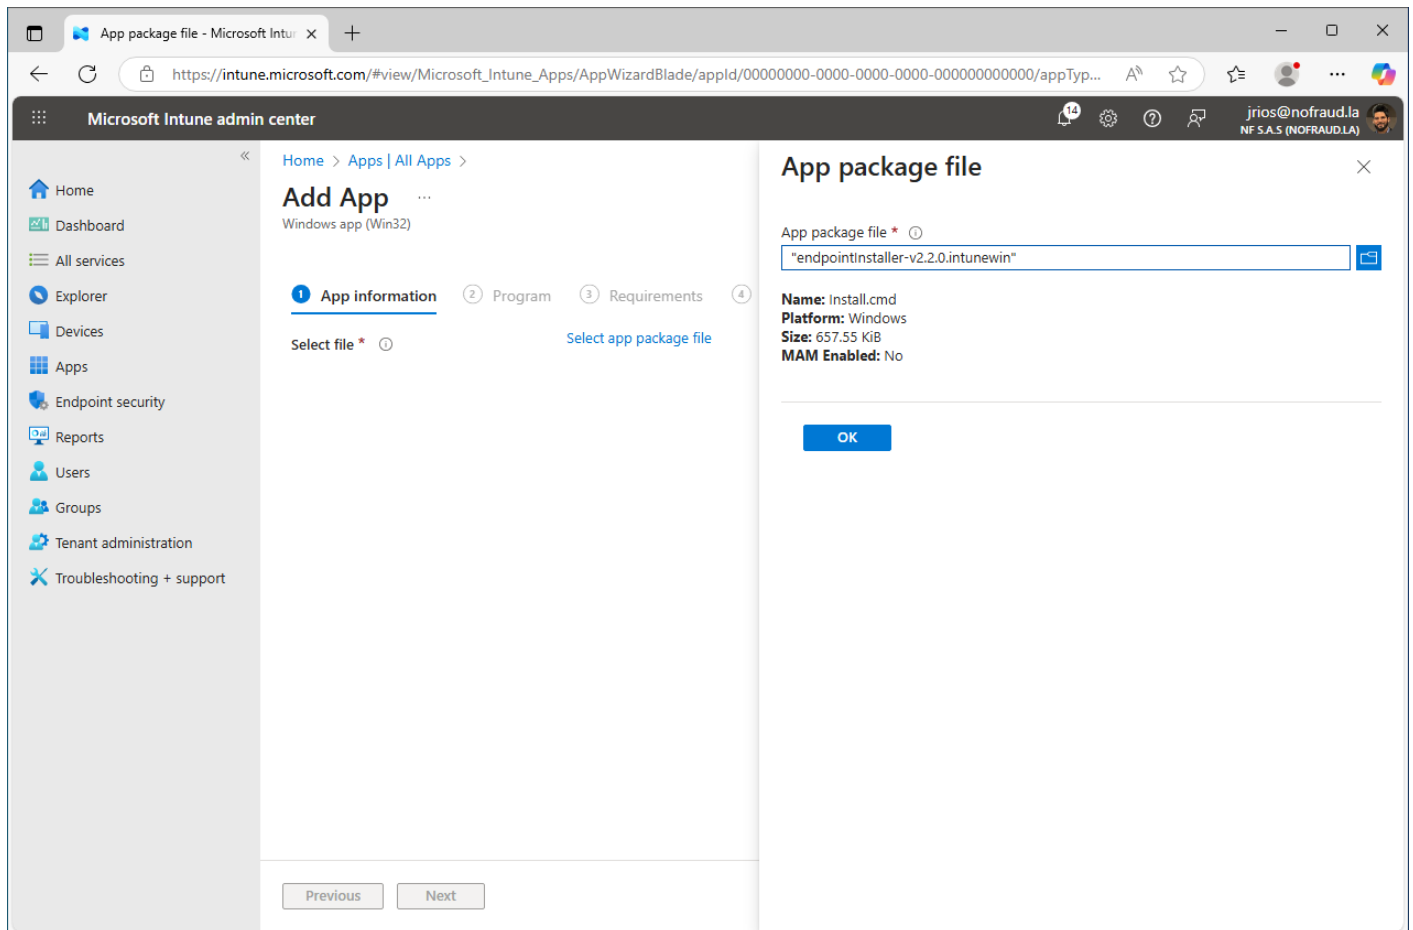 App package file - Microsoft Intun
https://intune.microsoft.com/#view/Microsoft_Intune_Apps/AppWizardBlade/appId/00000000-0000-0000-0000-000000000000/appTyp...
Microsoft Intune admin center
14
jrios@nofraud.la
NF S.A.S (NOFRAUD.LA)
Home
Dashboard
All services
Explorer
Devices
Apps
Endpoint security
Reports
Users
Groups
Tenant administration
Troubleshooting + support
Home > Apps | All Apps >
Add App ...
Windows app (Win32)
1 App information 2 Program 3 Requirements 4
Select file * Select app package file
Previous Next
App package file
App package file *
"endpointInstaller-v2.2.0.intunewin"
Name: Install.cmd
Platform: Windows
Size: 657.55 KiB
MAM Enabled: No
OK